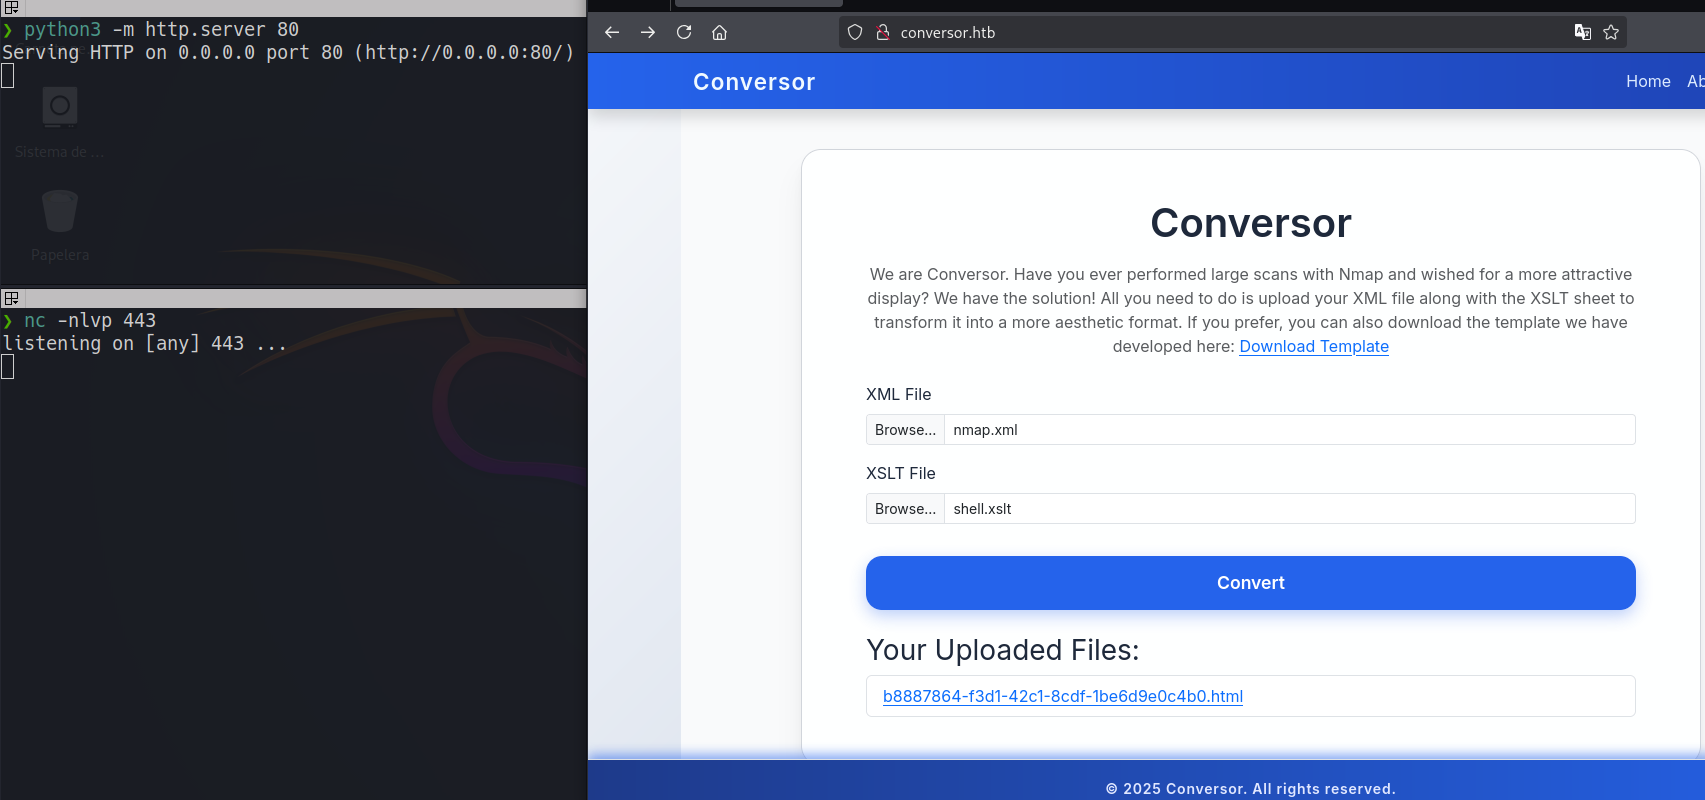 ❯ python3 -m http.server 80
Serving HTTP on 0.0.0.0 port 80 (http://0.0.0.0:80/)
Sistema de ...
Papelera
❯ nc -nlvp 443
listening on [any] 443 ...
conversor.htb
Conversor
Home Ab
Conversor
We are Conversor. Have you ever performed large scans with Nmap and wished for a more attractive
display? We have the solution! All you need to do is upload your XML file along with the XSLT sheet to
transform it into a more aesthetic format. If you prefer, you can also download the template we have
developed here: Download Template
XML File
Browse... nmap.xml
XSLT File
Browse... shell.xslt
Convert
Your Uploaded Files:
b8887864-f3d1-42c1-8cdf-1be6d9e0c4b0.html
© 2025 Conversor. All rights reserved.